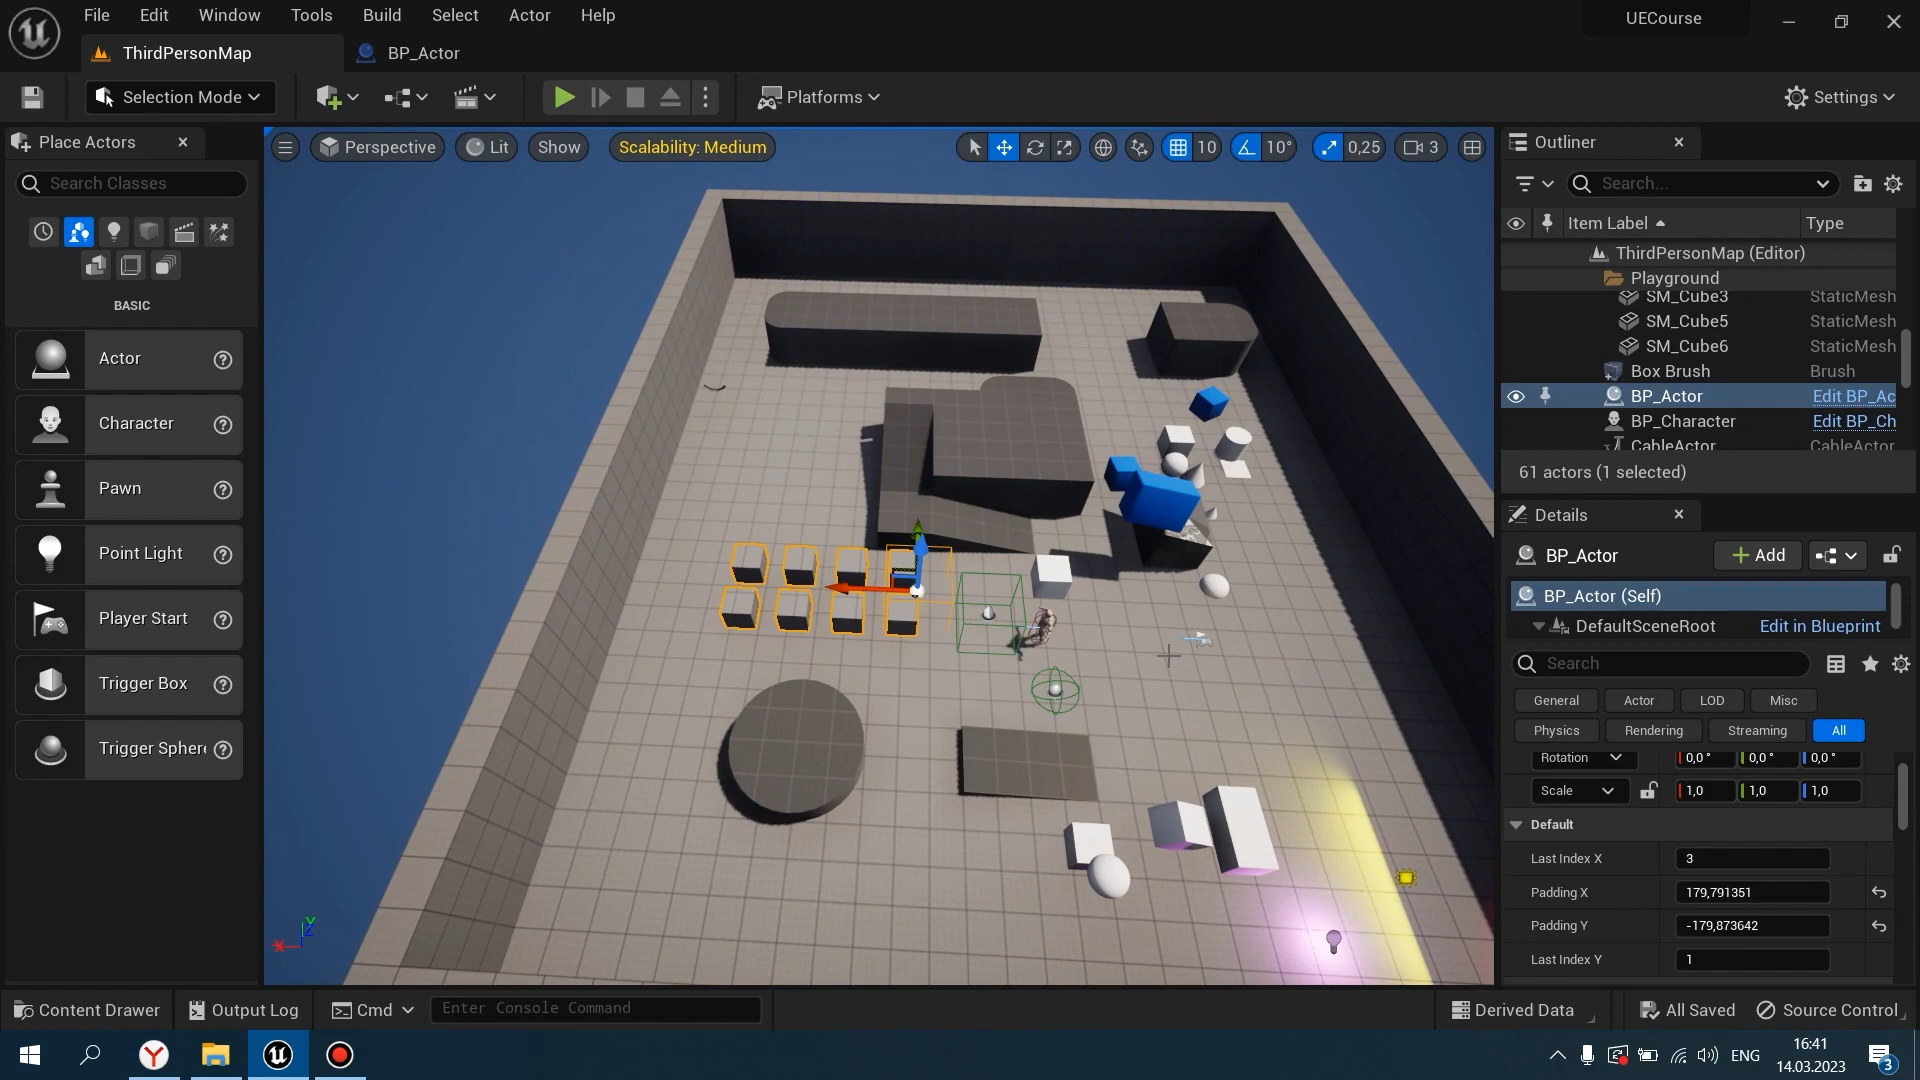 File Edit Window Tools Build Select Actor Help
UECourse
ThirdPersonMap BP_Actor
Selection Mode Platforms Settings
Place Actors
Search Classes
BASIC
Actor
Character
Pawn
Point Light
Player Start
Trigger Box
Trigger Sphere
Perspective Lit Show Scalability: Medium 10 10° 0,25 3
X Y Z
Outliner
Search...
Item Label Type
ThirdPersonMap (Editor)
Playground
SM_Cube3 StaticMesh
SM_Cube5 StaticMesh
SM_Cube6 StaticMesh
Box Brush Brush
BP_Actor Edit BP_Ac
BP_Character Edit BP_Ch
CableActor CableActor
61 actors (1 selected)
Details
BP_Actor Add
BP_Actor (Self)
DefaultSceneRoot Edit in Blueprint
Search
General Actor LOD Misc
Physics Rendering Streaming All
Rotation 0,0° 0,0° 0,0°
Scale 1,0 1,0 1,0
Default
Last Index X 3
Padding X 179,791351
Padding Y -179,873642
Last Index Y 1
Content Drawer Output Log Cmd Enter Console Command Derived Data All Saved Source Control
ENG 16:41
14.03.2023
3